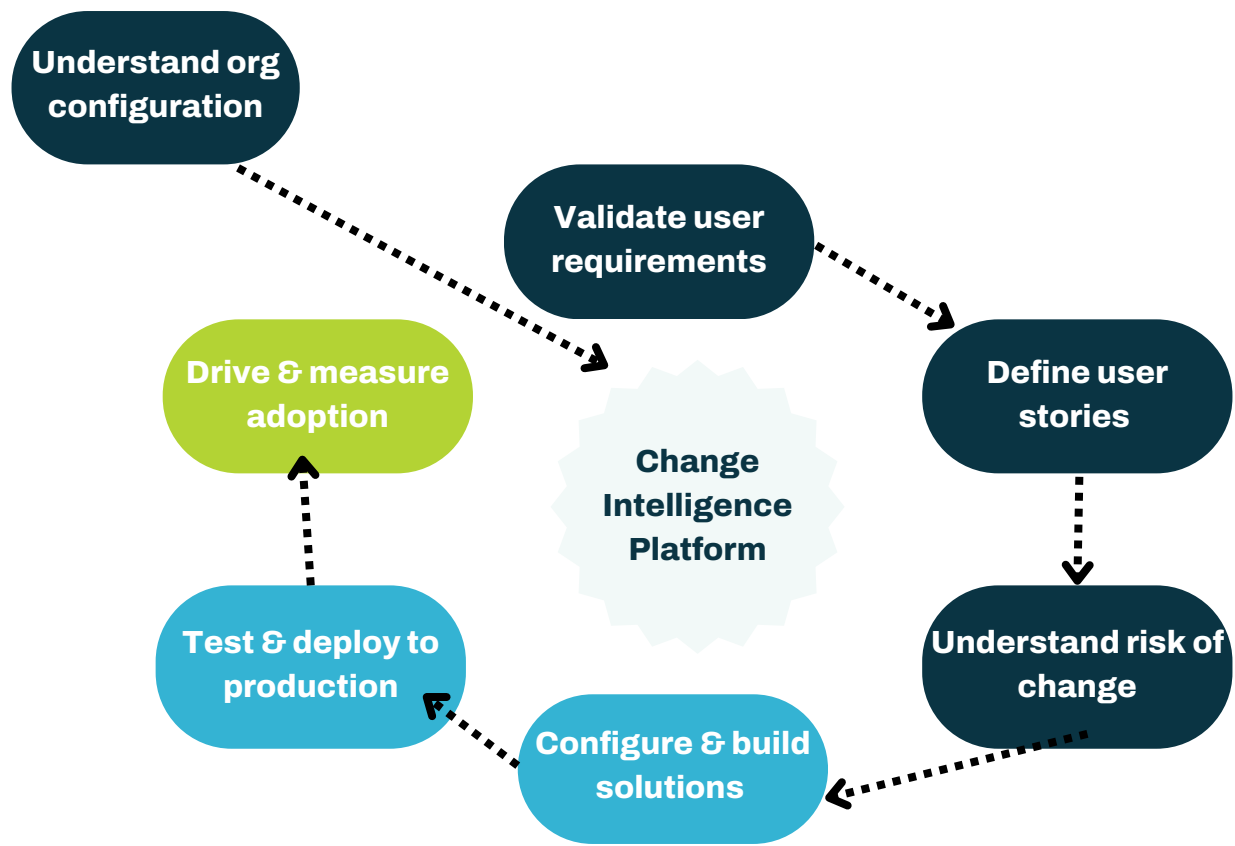 Understand org
configuration
Validate user
requirements
Define user
stories
Understand risk of
change
Configure & build
solutions
Test & deploy to
production
Drive & measure
adoption
Change
Intelligence
Platform